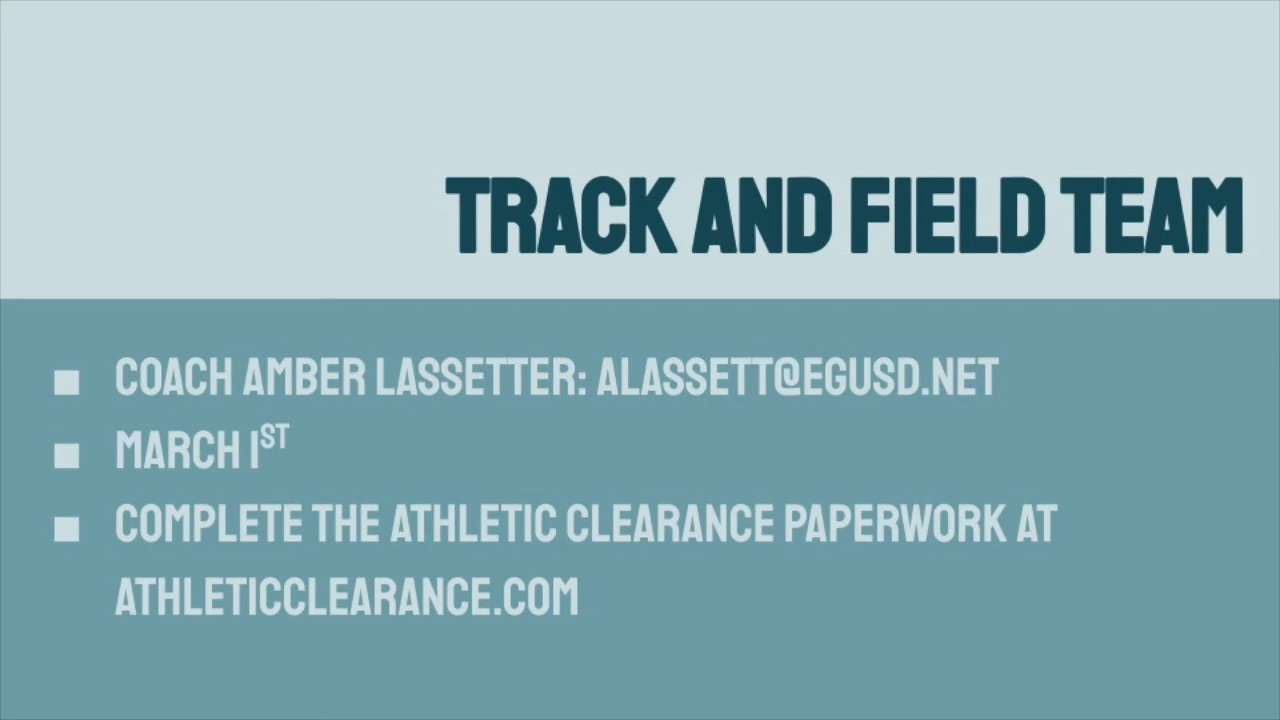 TRACK AND FIELD TEAM
COACH AMBER LASSETTER: ALASSETT@EGUSD.NET
MARCH 1ST
COMPLETE THE ATHLETIC CLEARANCE PAPERWORK AT
ATHLETICCLEARANCE.COM